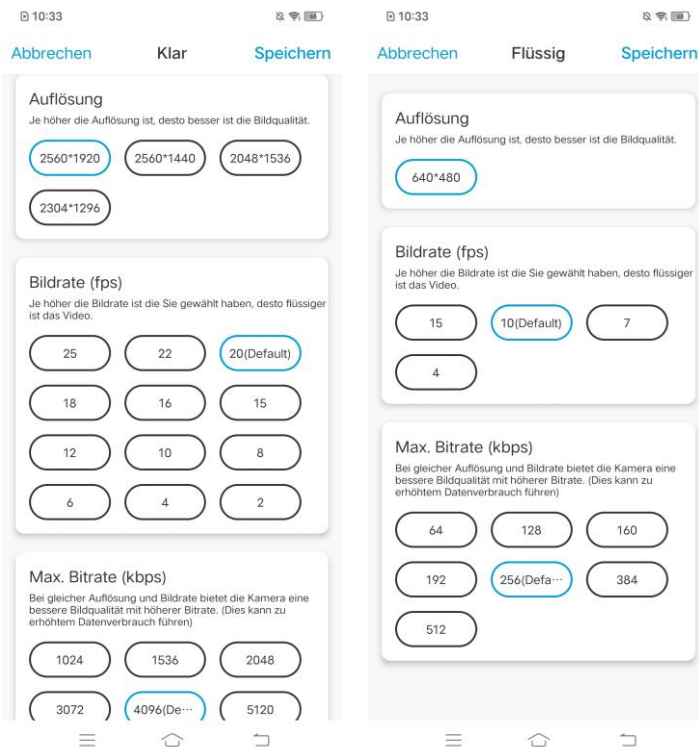 10:33
68
Abbrechen Klar Speichern
Auflösung
Je höher die Auflösung ist, desto besser ist die Bildqualität.
2560*1920 2560*1440 2048*1536
2304*1296
Bildrate (fps)
Je höher die Bildrate ist die Sie gewählt haben, desto flüssiger
ist das Video.
25 22 20(Default)
18 16 15
12 10 8
6 4 2
Max. Bitrate (kbps)
Bei gleicher Auflösung und Bildrate bietet die Kamera eine
bessere Bildqualität mit höherer Bitrate. (Dies kann zu
erhöhtem Datenverbrauch führen)
1024 1536 2048
3072 4096(De··· 5120
10:33
68
Abbrechen Flüssig Speichern
Auflösung
Je höher die Auflösung ist, desto besser ist die Bildqualität.
640*480
Bildrate (fps)
Je höher die Bildrate ist die Sie gewählt haben, desto flüssiger
ist das Video.
15 10(Default) 7
4
Max. Bitrate (kbps)
Bei gleicher Auflösung und Bildrate bietet die Kamera eine
bessere Bildqualität mit höherer Bitrate. (Dies kann zu
erhöhtem Datenverbrauch führen)
64 128 160
192 256(Defa··· 384
512